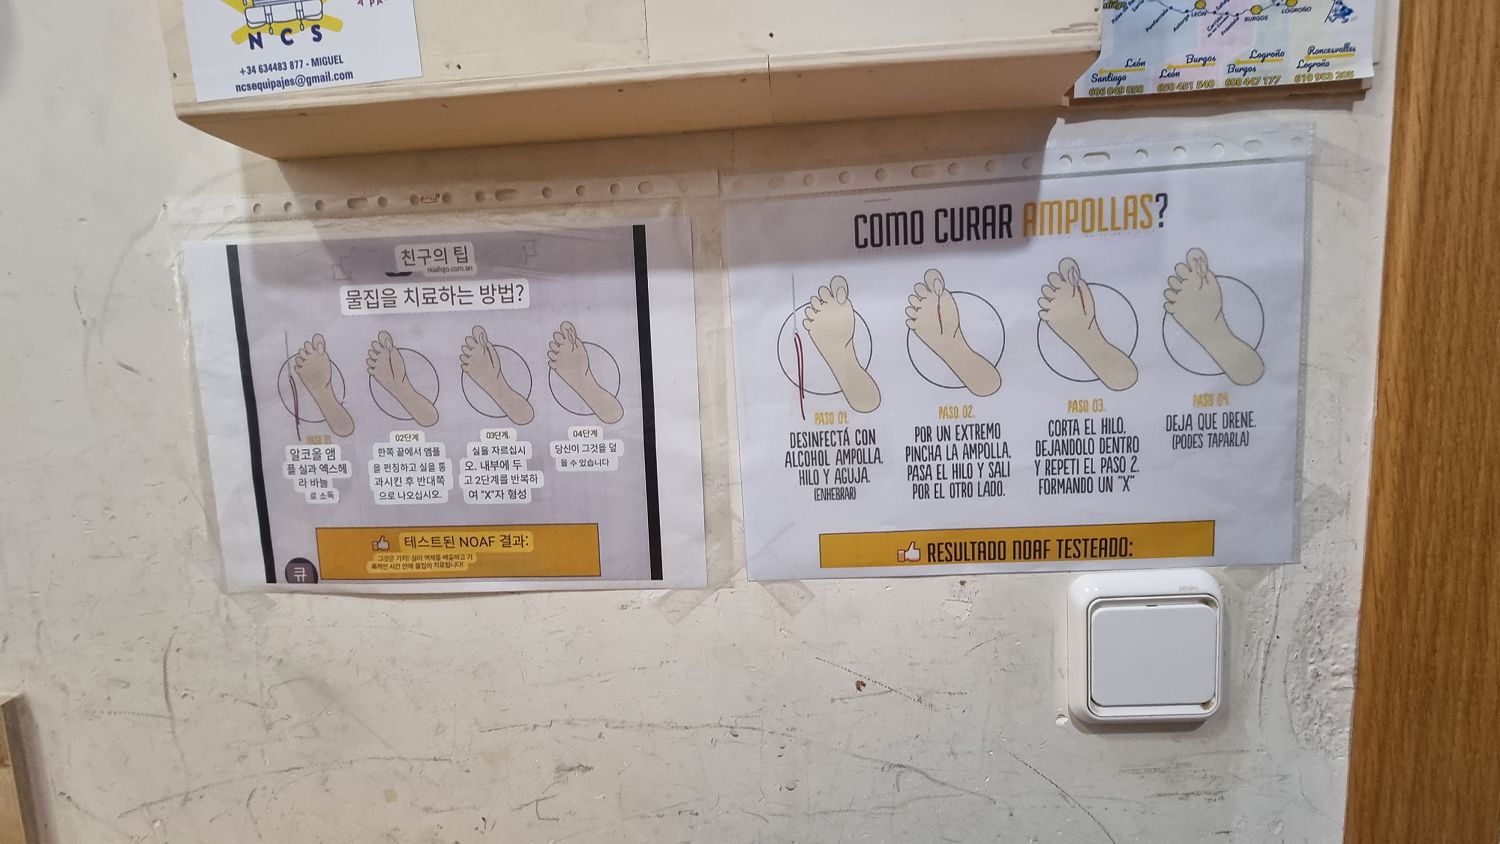 N C S
+34 634483 877 - MIGUEL
ncsequipajes@gmail.com
LEÓN
BURGOS
LOGROÑO
León
Santiago
Burgos
León
Logroño
Burgos
Roncesvalles
Logroño
친구의 팁
물집을 치료하는 방법?
PASO 01.
알코올 앰
플 실과 엑스헤
라 바늘
로 소독
02단계
한쪽 끝에서 앰플
을 펀칭하고 실을 통
과시킨 후 반대쪽
으로 나오십시오.
03단계.
실을 자르십시
오. 내부에 두
고 2단계를 반복하
여 "X"자 형성
04단계
당신이 그것을 덮
을 수 있습니다
테스트된 NOAF 결과:
큐
COMO CURAR AMPOLLAS?
PASO 01.
DESINFECTÁ CON
ALCOHOL AMPOLLA,
HILO Y AGUJA.
(ENHEBRAR)
PASO 02.
POR UN EXTREMO
PINCHA LA AMPOLLA,
PASA EL HILO Y SALI
POR EL OTRO LADO.
PASO 03.
CORTA EL HILO,
DEJANDOLO DENTRO
Y REPETI EL PASO 2,
FORMANDO UN "X"
PASO 04.
DEJA QUE DRENE.
(PODES TAPARLA)
RESULTADO NOAF TESTEADO: